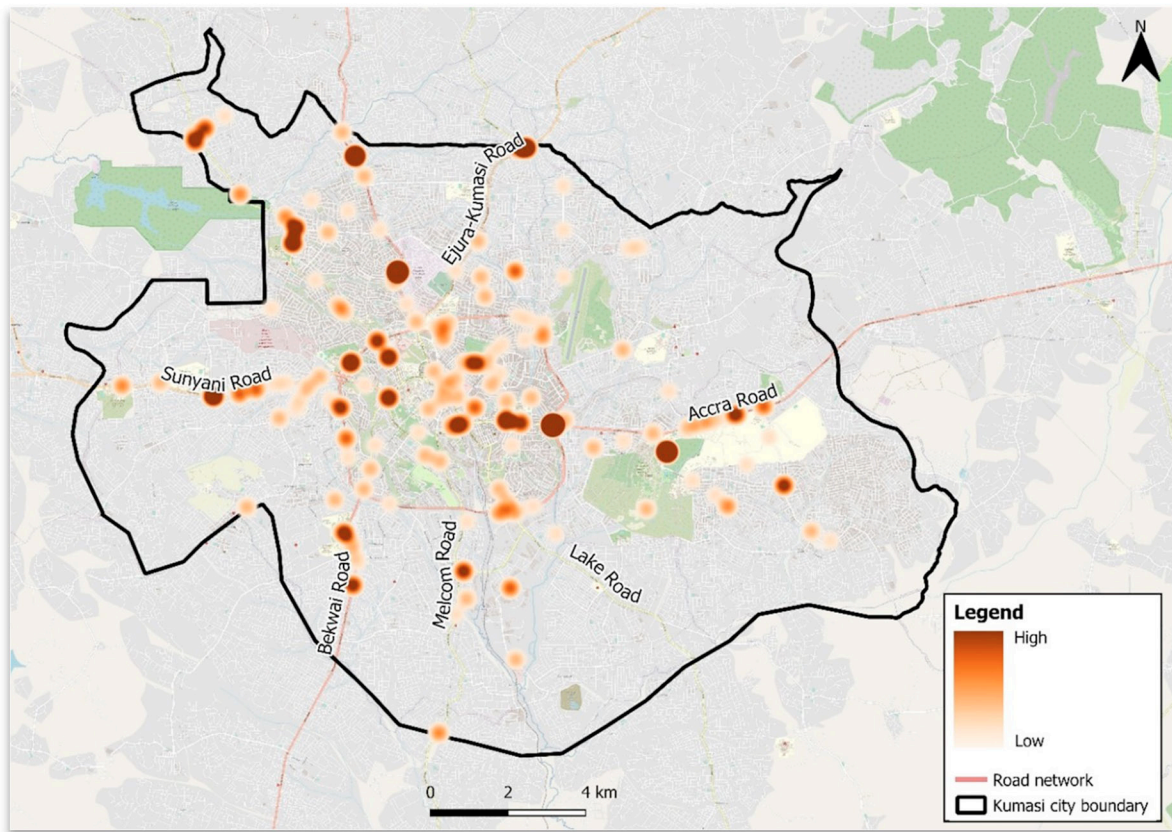 N
Ejura-Kumasi Road
Sunyani Road
Accra Road
Bekwai Road
Melcom Road
Lake Road
Legend
High
Low
Road network
Kumasi city boundary
0 2 4 km